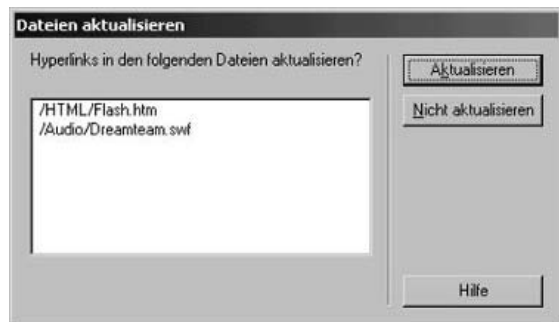 Dateien aktualisieren
Hyperlinks in den folgenden Dateien aktualisieren?
/HTML/Flash.htm
/Audio/Dreamteam.swf
Aktualisieren
Nicht aktualisieren
Hilfe